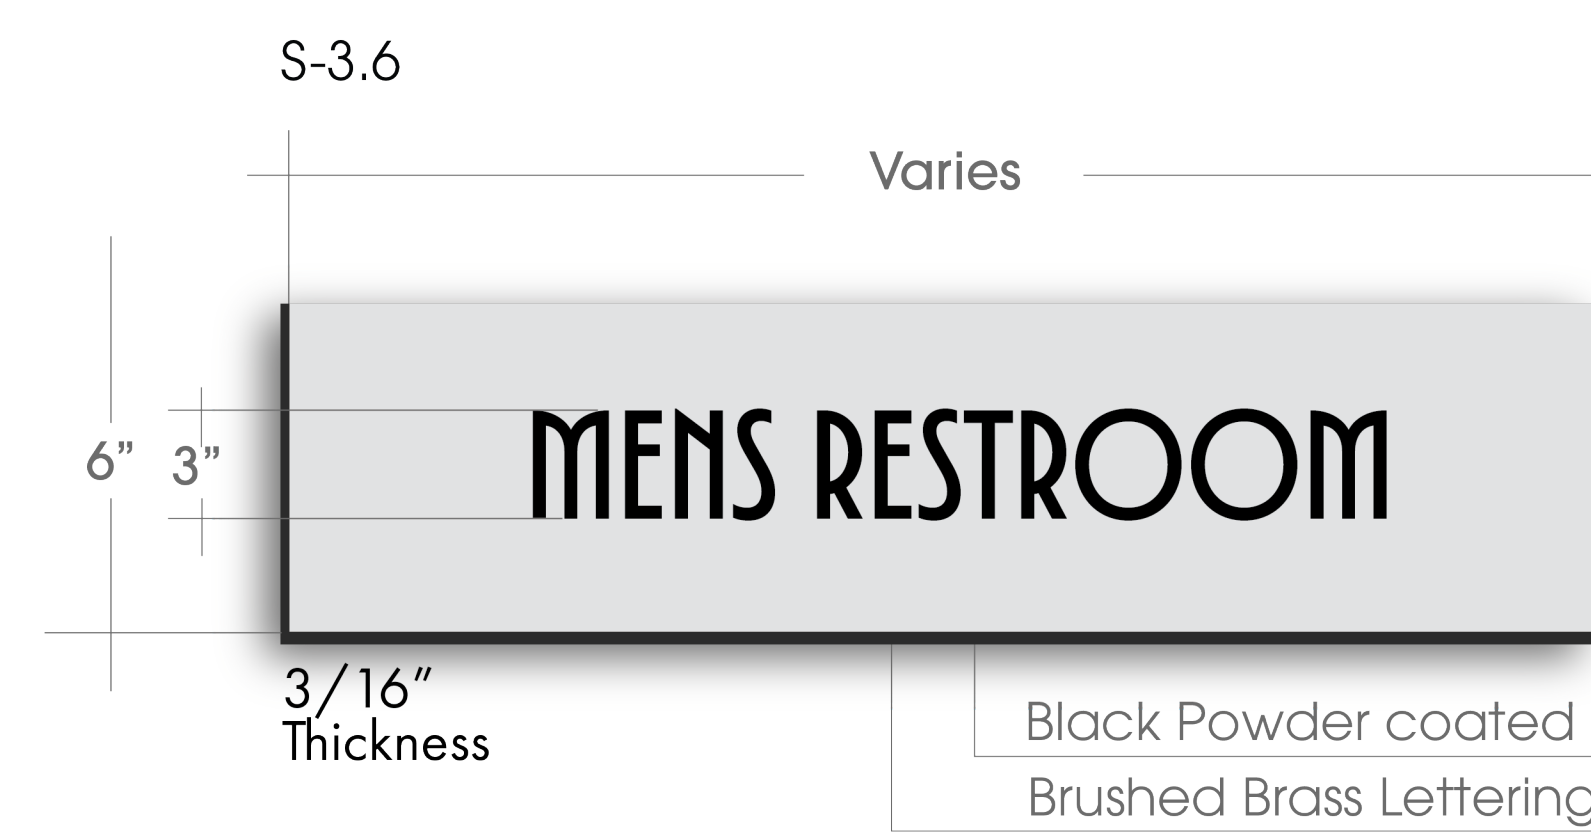 S-3.6
Varies
6” 3”
MENS RESTROOM
3/16”
Thickness
Black Powder coated
Brushed Brass Lettering